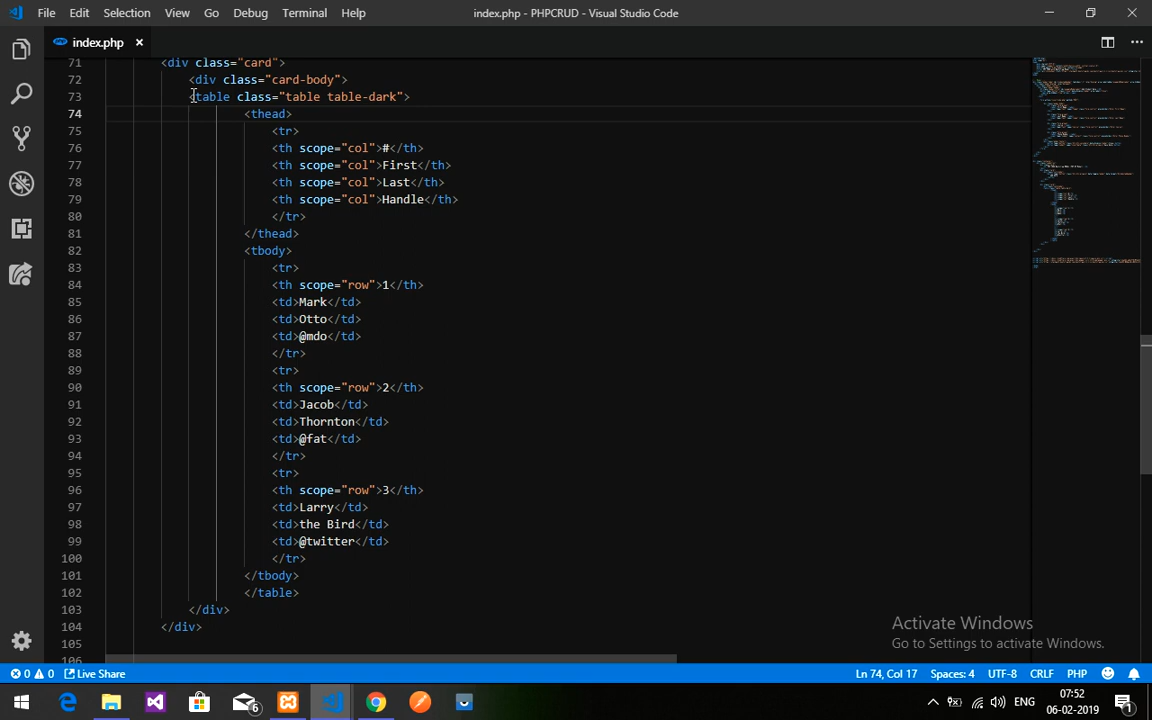 File Edit Selection View Go Debug Terminal Help index.php - PHPCRUD - Visual Studio Code
index.php
71 <div class="card">
72 <div class="card-body">
73 <table class="table table-dark">
74 <thead>
75 <tr>
76 <th scope="col">#</th>
77 <th scope="col">First</th>
78 <th scope="col">Last</th>
79 <th scope="col">Handle</th>
80 </tr>
81 </thead>
82 <tbody>
83 <tr>
84 <th scope="row">1</th>
85 <td>Mark</td>
86 <td>Otto</td>
87 <td>@mdo</td>
88 </tr>
89 <tr>
90 <th scope="row">2</th>
91 <td>Jacob</td>
92 <td>Thornton</td>
93 <td>@fat</td>
94 </tr>
95 <tr>
96 <th scope="row">3</th>
97 <td>Larry</td>
98 <td>the Bird</td>
99 <td>@twitter</td>
100 </tr>
101 </tbody>
102 </table>
103 </div>
104 </div>
105
106
Activate Windows
Go to Settings to activate Windows.
0 0 Live Share Ln 74, Col 17 Spaces: 4 UTF-8 CRLF PHP
6 ENG 07:52
06-02-2019 1